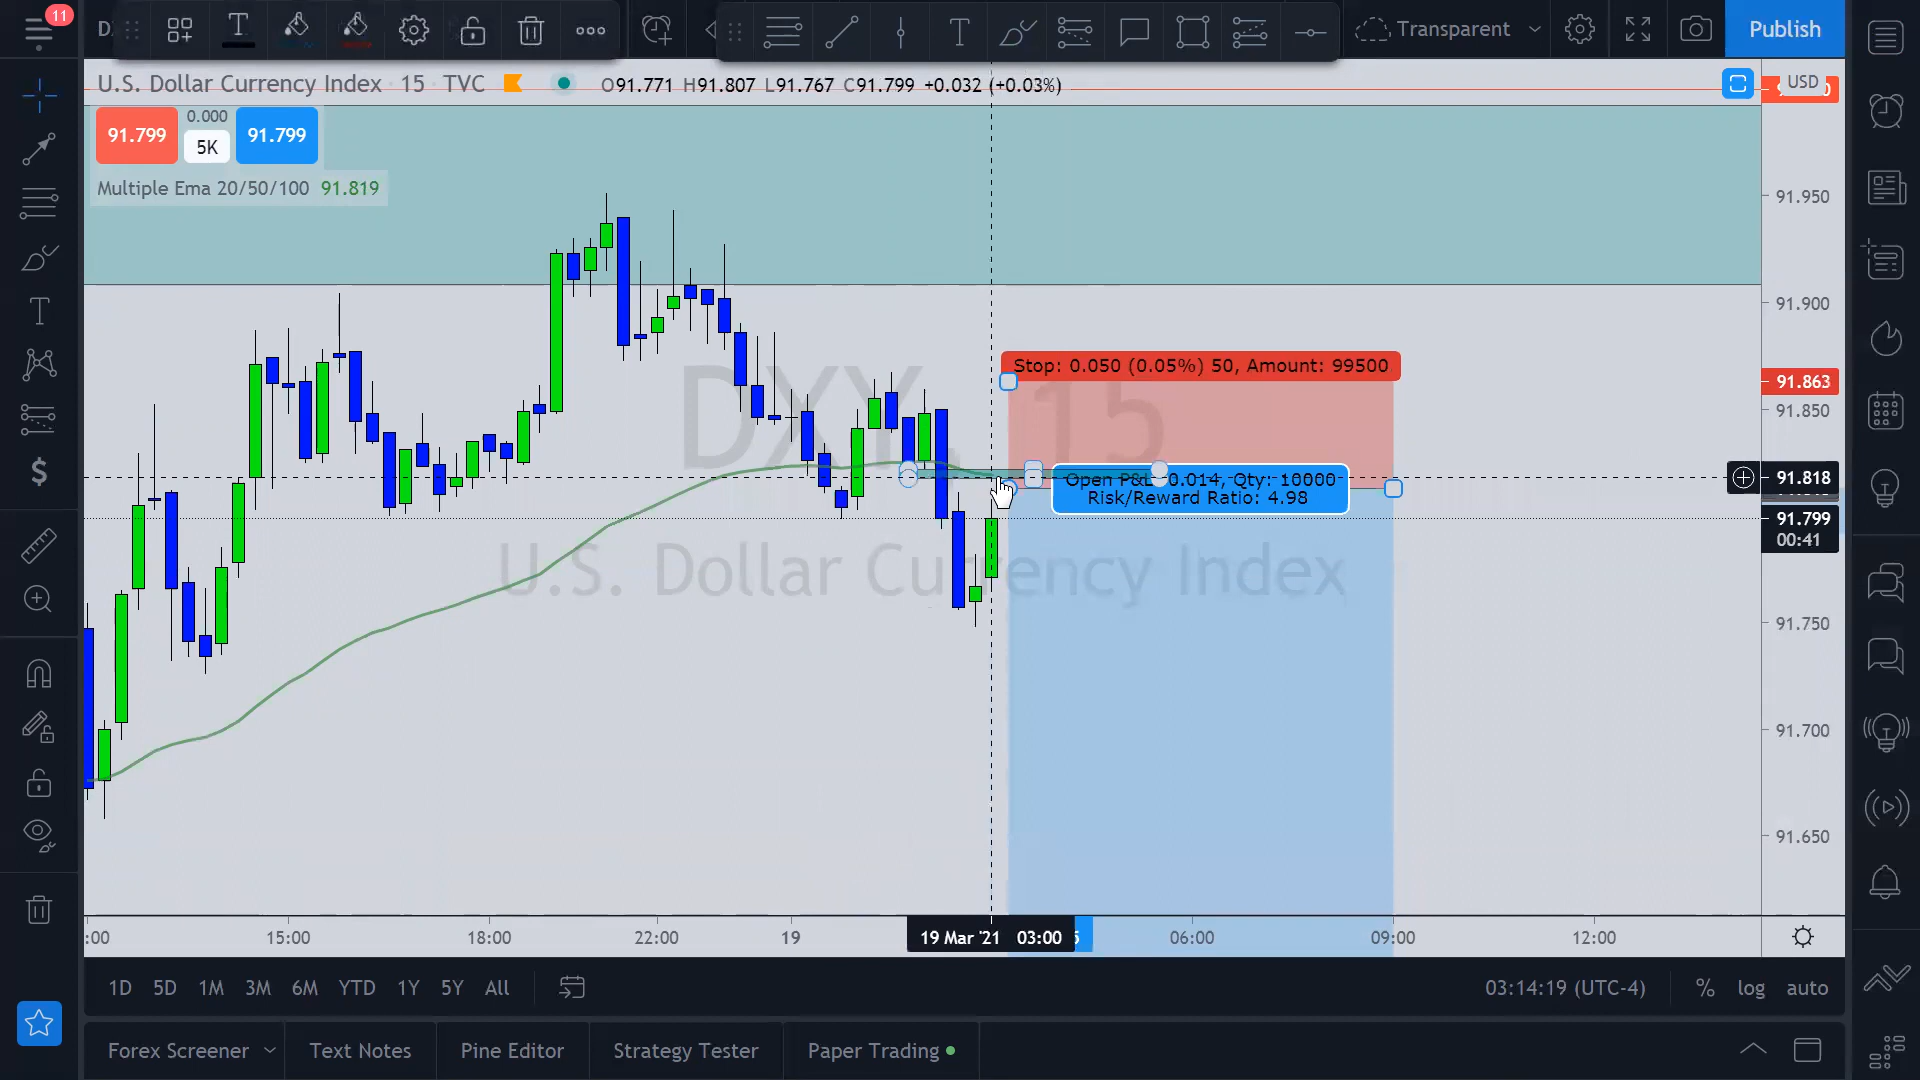 11
D
Transparent
Publish
U.S. Dollar Currency Index · 15 · TVC
O91.771 H91.807 L91.767 C91.799 +0.032 (+0.03%)
USD
91.799
0.000
5K
91.799
Multiple Ema 20/50/100 91.819
91.950
91.900
Stop: 0.050 (0.05%) 50, Amount: 99500
91.863
91.850
DXY, 15
Open P&L: 0.014, Qty: 10000
Risk/Reward Ratio: 4.98
91.818
91.799
00:41
U.S. Dollar Currency Index
91.750
91.700
91.650
:00
15:00
18:00
22:00
19
19 Mar '21 03:00
06:00
09:00
12:00
1D 5D 1M 3M 6M YTD 1Y 5Y All
03:14:19 (UTC-4)
% log auto
Forex Screener
Text Notes
Pine Editor
Strategy Tester
Paper Trading